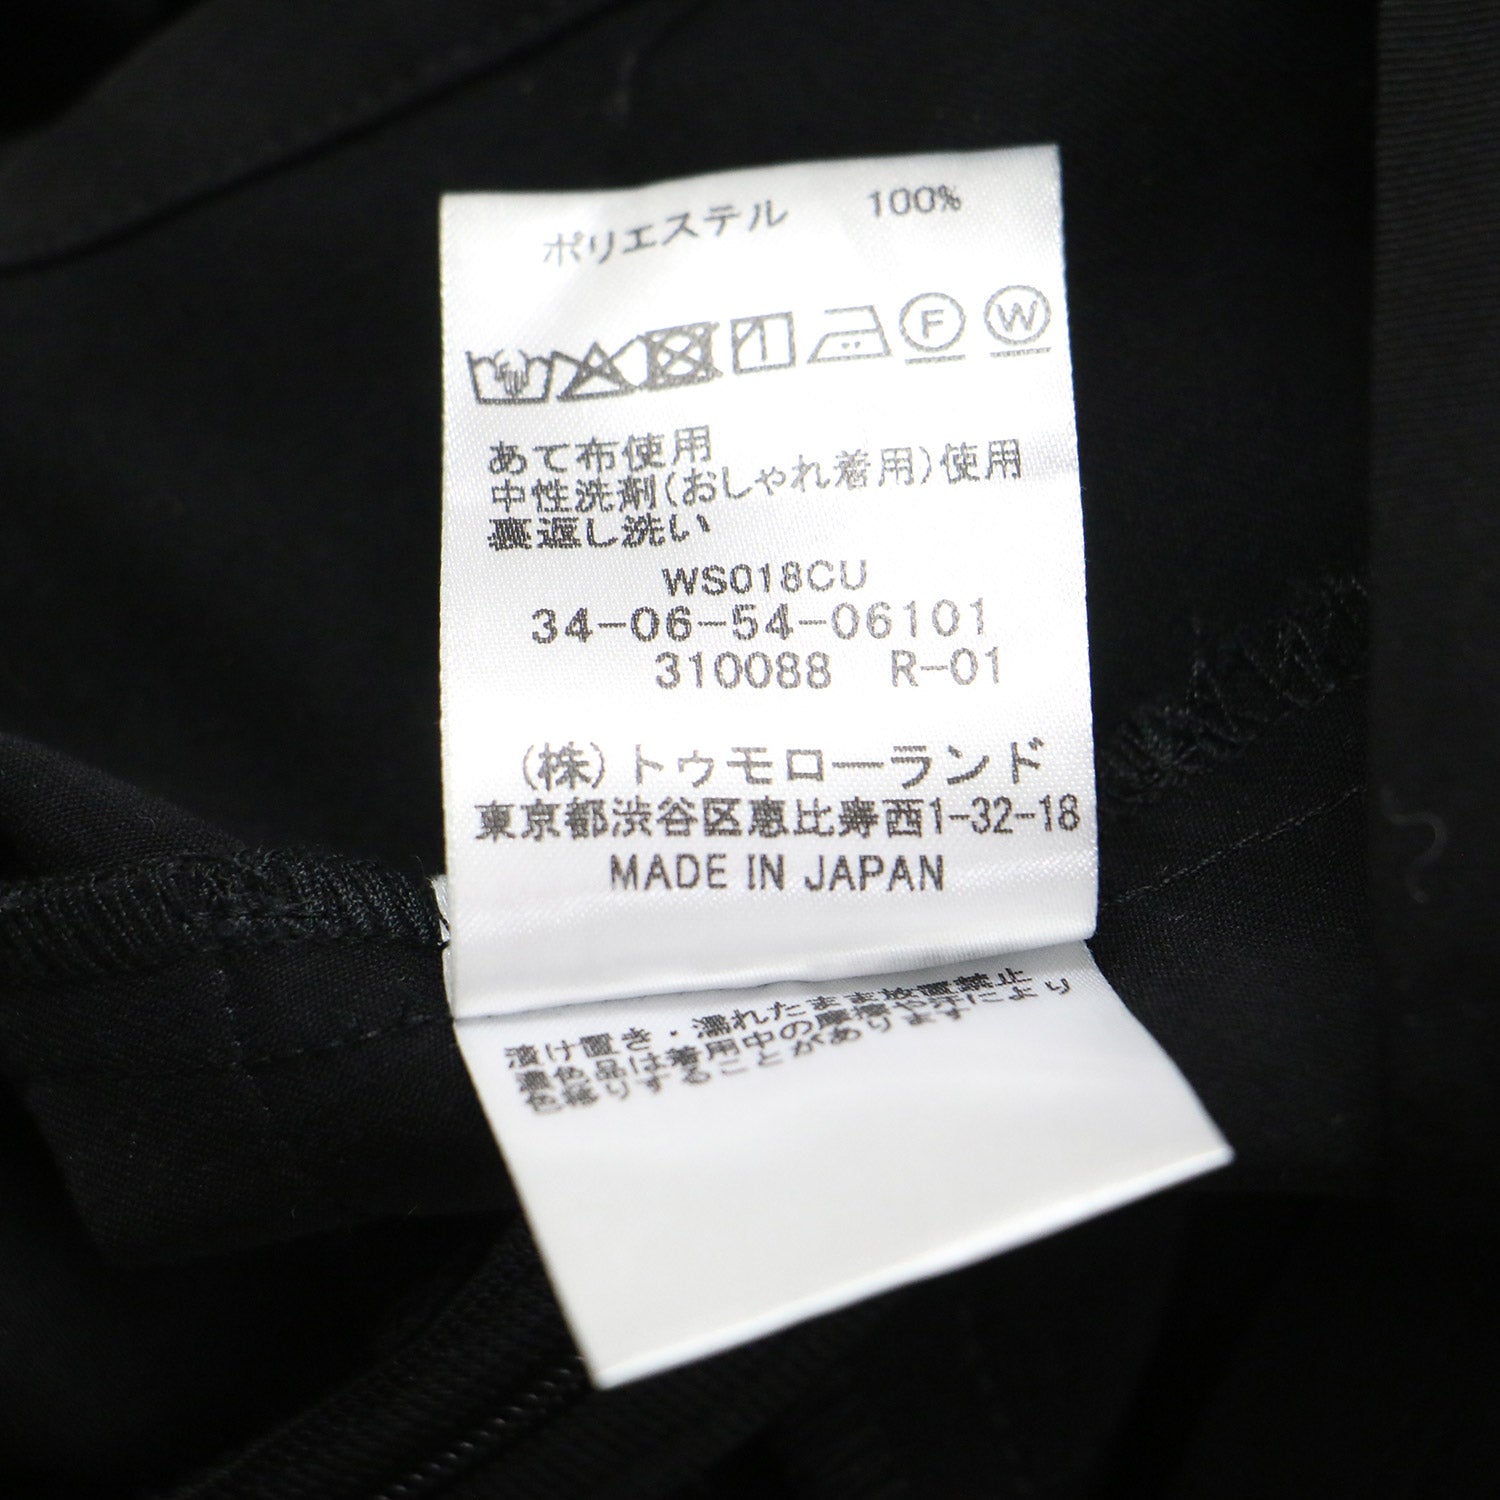 ポリエステル 100%
F W
あて布使用
中性洗剤(おしゃれ着用)使用
裏返し洗い
WS018CU
34-06-54-06101
310088 R-01
(株)トゥモローランド
東京都渋谷区恵比寿西1-32-18
MADE IN JAPAN
漬け置き・濡れたまま放置禁止
濃色品は着用中の摩擦や汗により
色移りすることがあります